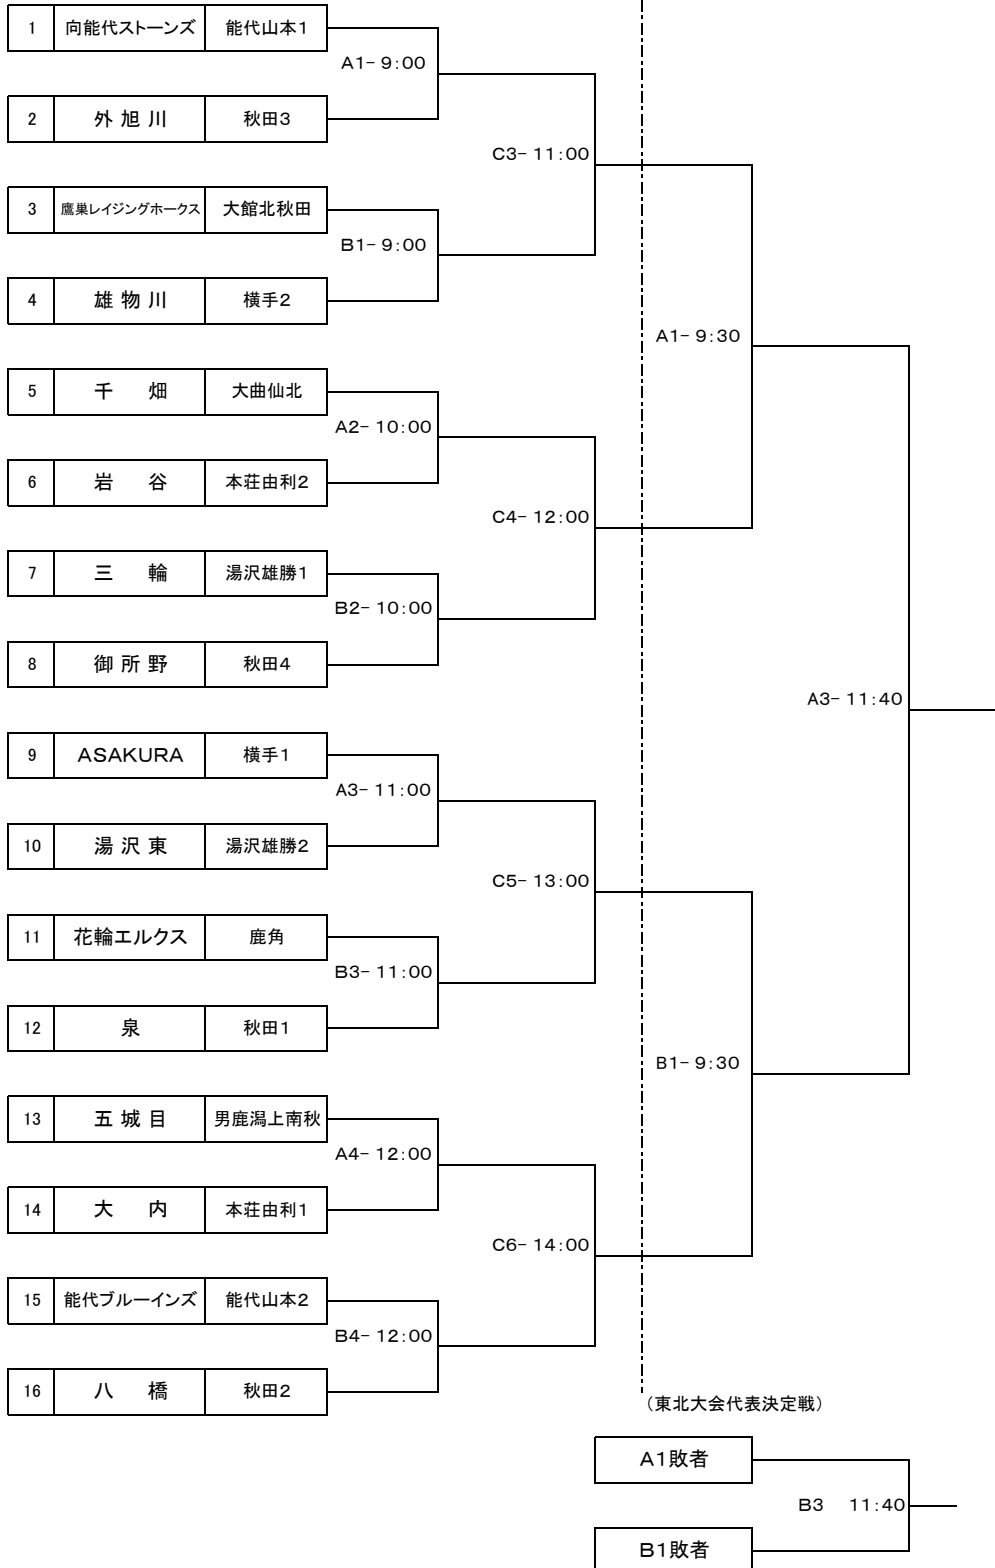 1 向能代ストーンズ 能代山本1
A1- 9:00
2 外 旭 川 秋田3
C3- 11:00
3 鷹巣レイジングホークス 大館北秋田
B1- 9:00
4 雄 物 川 横手2
A1- 9:30
5 千 畑 大曲仙北
A2- 10:00
6 岩 谷 本荘由利2
C4- 12:00
7 三 輪 湯沢雄勝1
B2- 10:00
8 御 所 野 秋田4
A3- 11:40
9 ASAKURA 横手1
A3- 11:00
10 湯 沢 東 湯沢雄勝2
C5- 13:00
11 花輪エルクス 鹿角
B3- 11:00
12 泉 秋田1
B1- 9:30
13 五 城 目 男鹿潟上南秋
A4- 12:00
14 大 内 本荘由利1
C6- 14:00
15 能代ブルーインズ 能代山本2
B4- 12:00
16 八 橋 秋田2
(東北大会代表決定戦)
A1敗者
B3 11:40
B1敗者